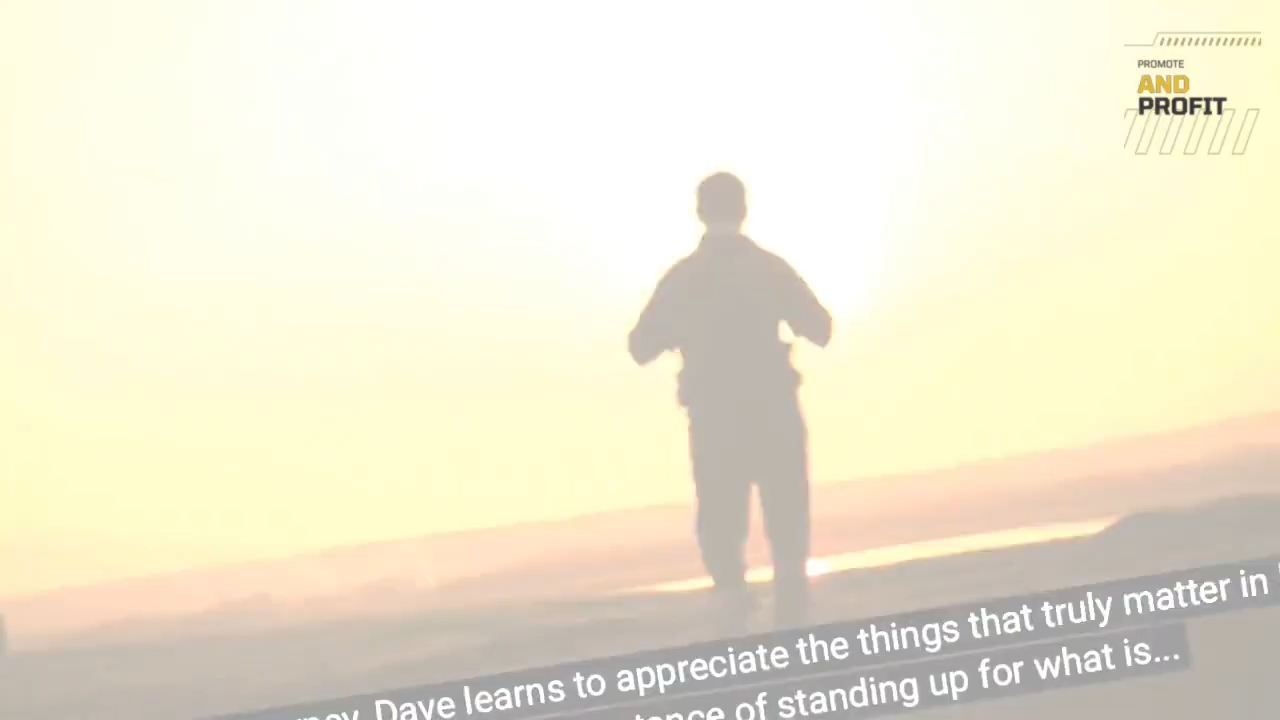 PROMOTE
AND
PROFIT
Dave learns to appreciate the things that truly matter in
of standing up for what is...